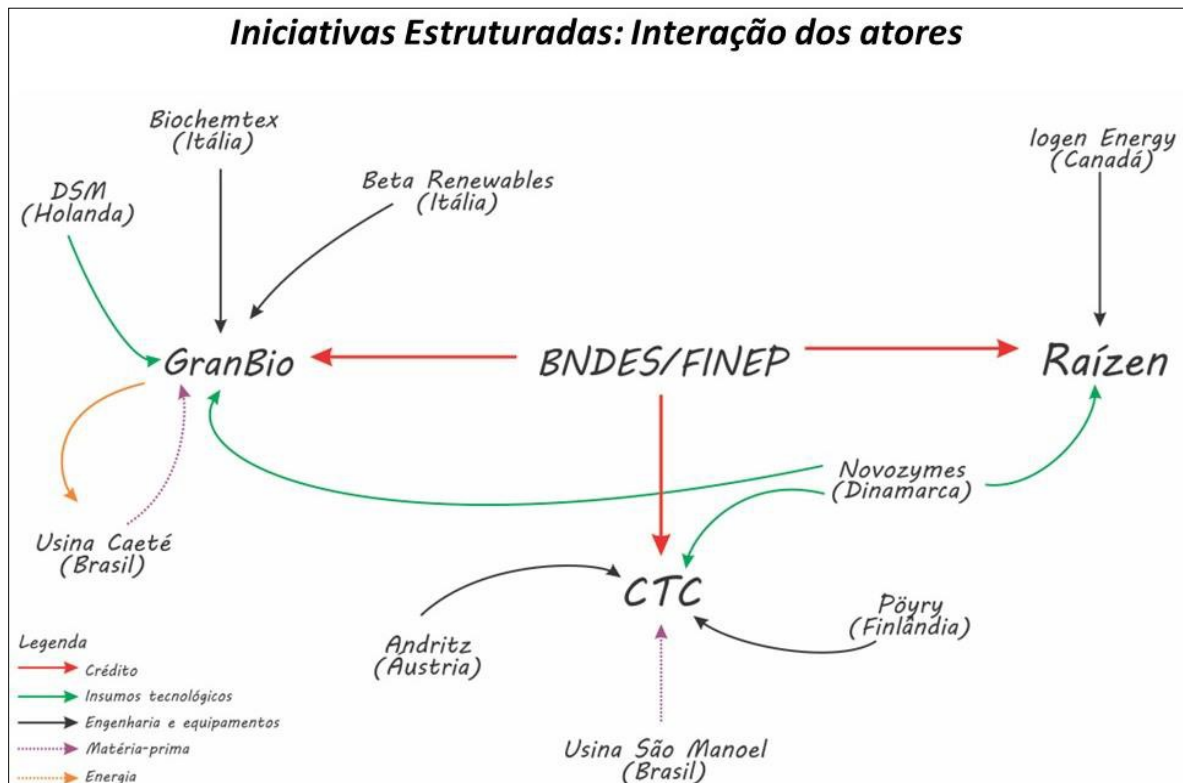 Iniciativas Estruturadas: Interação dos atores
Biochemtex
(Itália)
Iogen Energy
(Canadá)
DSM
(Holanda)
Beta Renewables
(Itália)
GranBio
BNDES/FINEP
Raízen
Novozymes
(Dinamarca)
Usina Caeté
(Brasil)
CTC
Pöyry
(Finlândia)
Andritz
(Austria)
Usina São Manoel
(Brasil)
Legenda
Crédito
Insumos tecnológicos
Engenharia e equipamentos
Matéria-prima
Energia